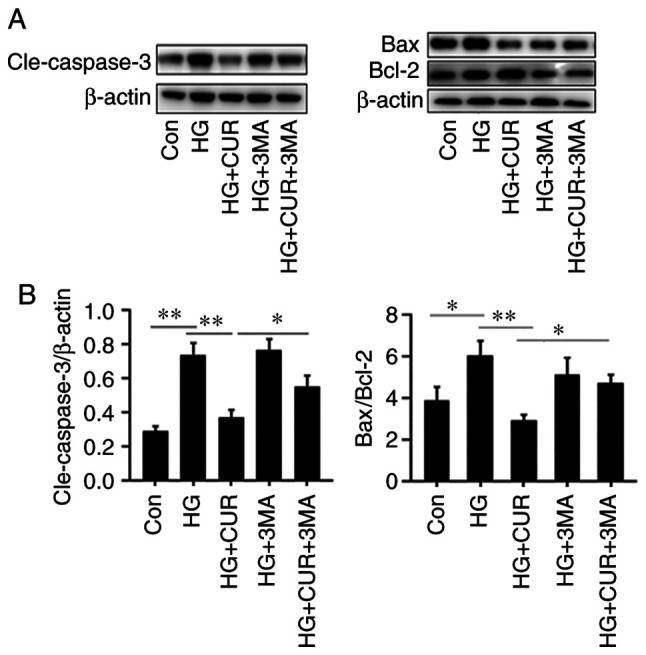 A
Cle-caspase-3
β-actin
Con
HG
HG+CUR
HG+3MA
HG+CUR+3MA
Bax
Bcl-2
β-actin
Con
HG
HG+CUR
HG+3MA
HG+CUR+3MA
B
Cle-caspase-3/β-actin
1.0
0.8
0.6
0.4
0.2
0.0
** ** *
Con
HG
HG+CUR
HG+3MA
HG+CUR+3MA
Bax/Bcl-2
8
6
4
2
0
* ** *
Con
HG
HG+CUR
HG+3MA
HG+CUR+3MA